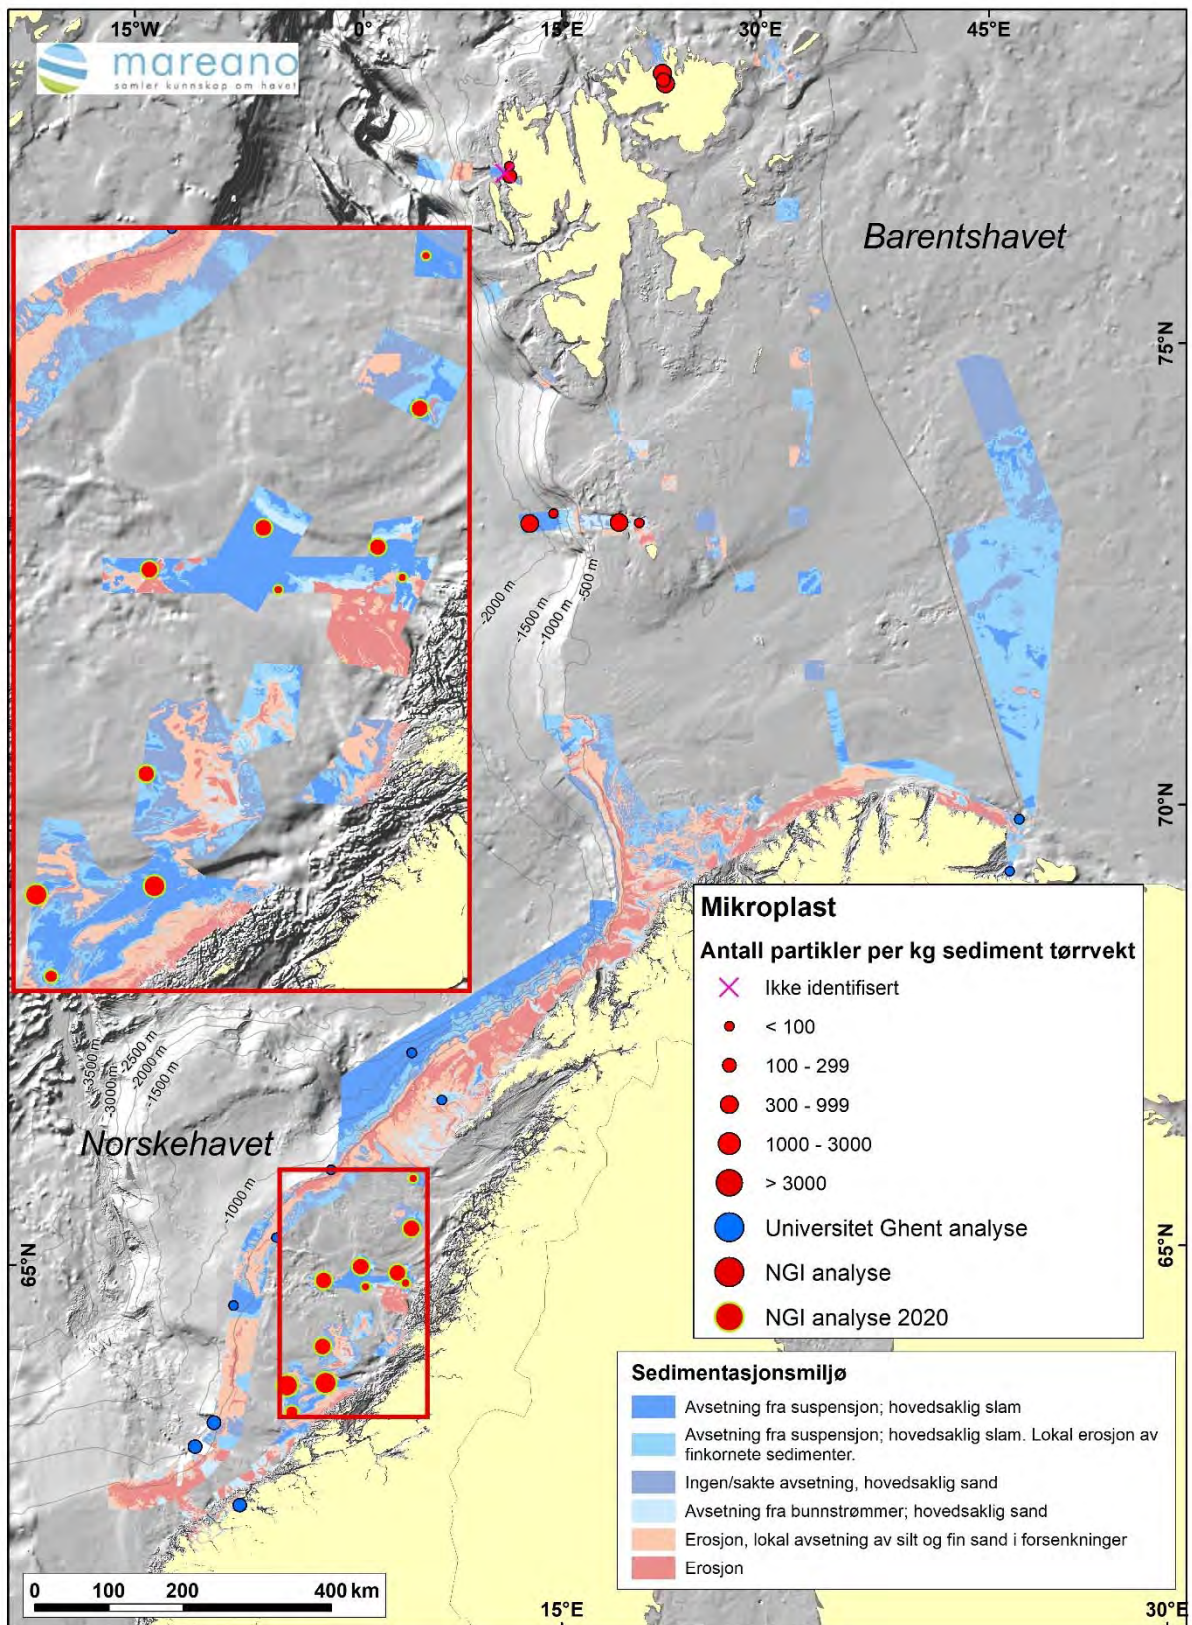 15°W 0° 15°E 30°E 45°E
mareano
samler kunnskap om havet
Barentshavet
75°N
-2000 m
-1500 m
-1000 m
-500 m
70°N
Mikroplast
Antall partikler per kg sediment tørrvekt
Ikke identifisert
< 100
100 - 299
300 - 999
1000 - 3000
> 3000
Universitet Ghent analyse
NGI analyse
NGI analyse 2020
-3500 m
-3000 m
-2500 m
-2000 m
-1500 m
Norskehavet
-1000 m
65°N
65°N
Sedimentasjonsmiljø
Avsetning fra suspensjon; hovedsaklig slam
Avsetning fra suspensjon; hovedsaklig slam. Lokal erosjon av
finkornete sedimenter.
Ingen/sakte avsetning, hovedsaklig sand
Avsetning fra bunnstrømmer; hovedsaklig sand
Erosjon, lokal avsetning av silt og fin sand i forsenkninger
Erosjon
0 100 200 400 km
15°E 30°E